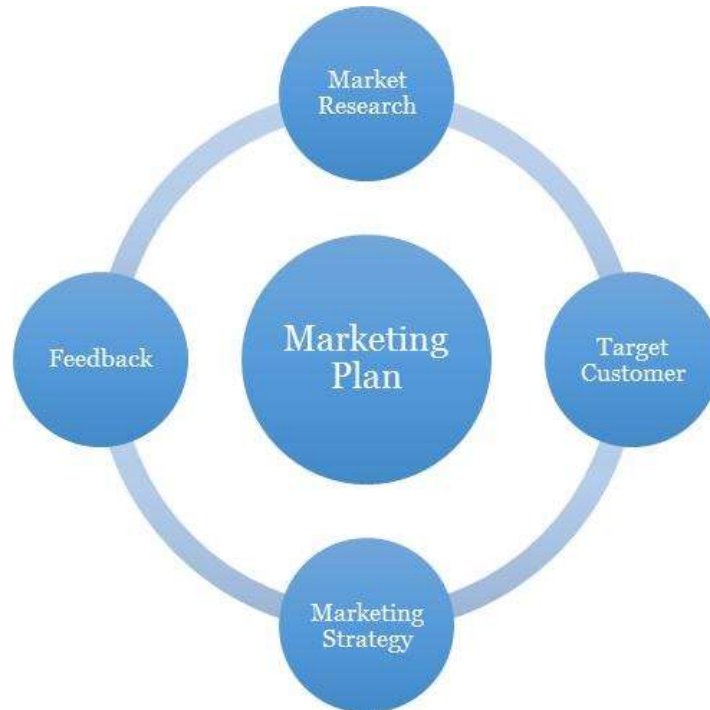 Market
Research
Feedback
Marketing
Plan
Target
Customer
Marketing
Strategy